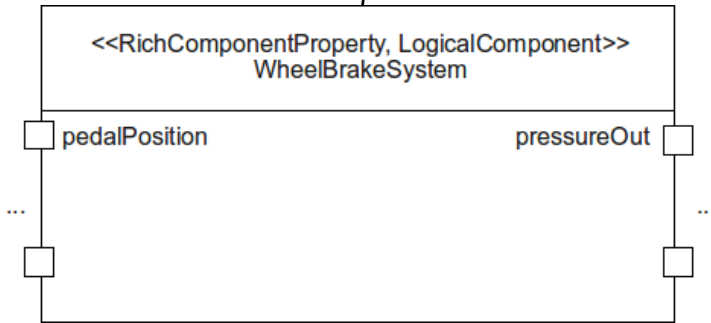 <<RichComponentProperty, LogicalComponent>>
WheelBrakeSystem
pedalPosition pressureOut
... ..